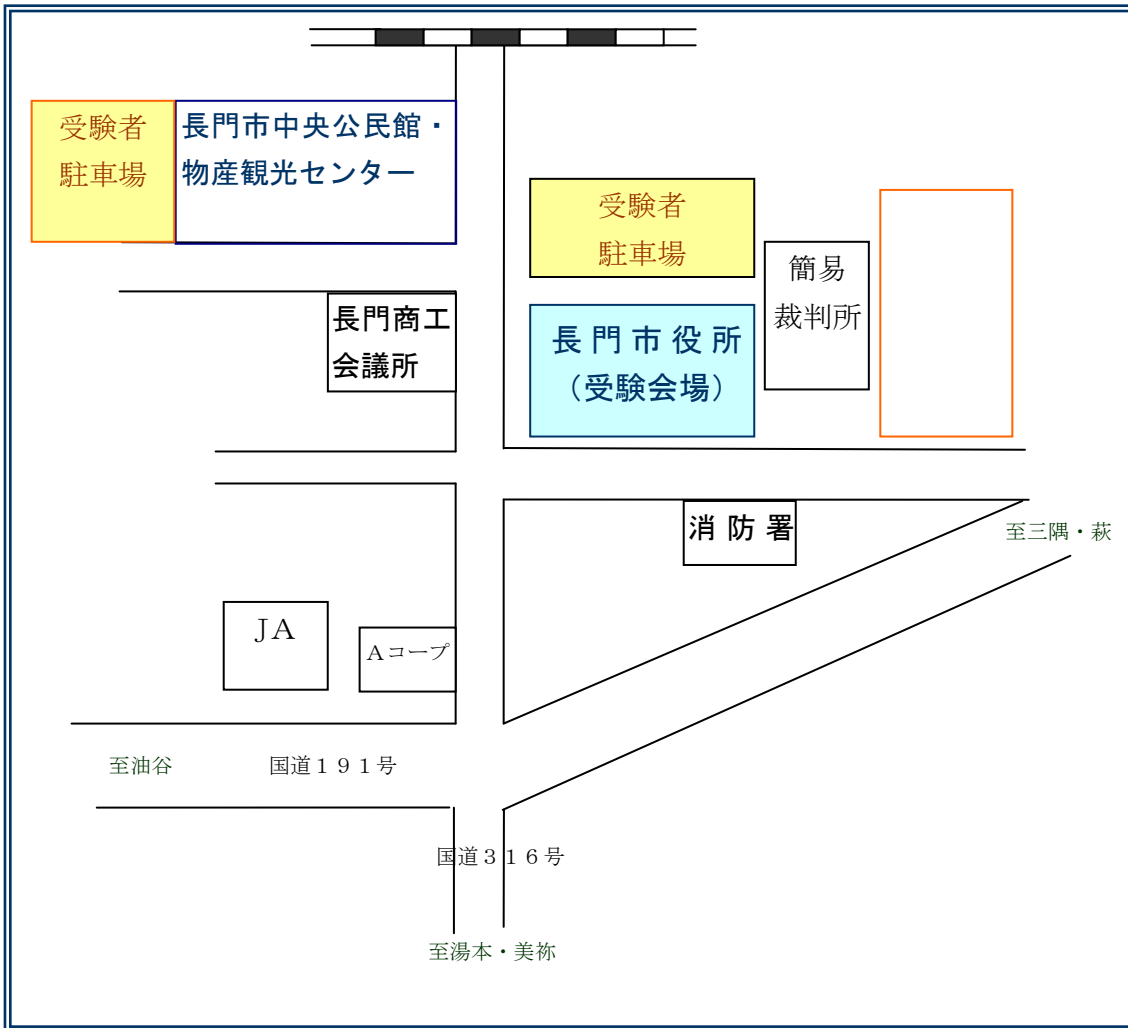 受験者
駐車場
長門市中央公民館・
物産観光センター
受験者
駐車場
簡易
裁判所
長門商工
会議所
長門市役所
（受験会場）
消防署
至三隅・萩
ＪＡ
Ａコープ
至油谷
国道１９１号
国道３１６号
至湯本・美祢